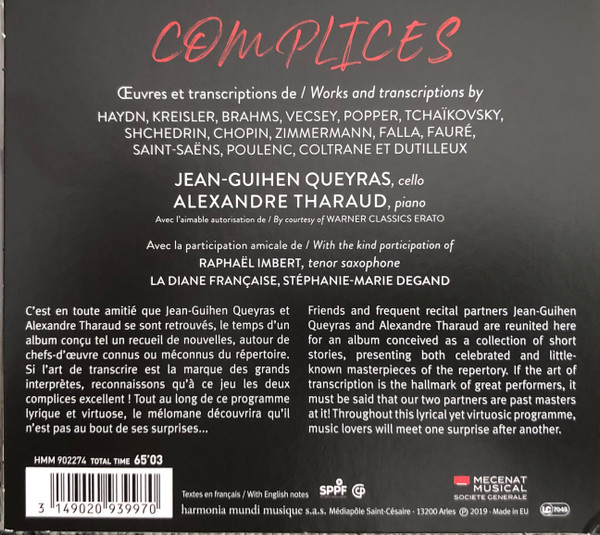 COMPLICES
Œuvres et transcriptions de / Works and transcriptions by
HAYDN, KREISLER, BRAHMS, VECSEY, POPPER, TCHAÏKOVSKY,
SHCHEDRIN, CHOPIN, ZIMMERMANN, FALLA, FAURÉ,
SAINT-SAËNS, POULENC, COLTRANE ET DUTILLEUX
JEAN-GUIHEN QUEYRAS, cello
ALEXANDRE THARAUD, piano
Avec l'aimable autorisation de / By courtesy of WARNER CLASSICS ERATO
Avec la participation amicale de / With the kind participation of
RAPHAËL IMBERT, tenor saxophone
LA DIANE FRANÇAISE, STÉPHANIE-MARIE DEGAND
C'est en toute amitié que Jean-Guihen Queyras et
Alexandre Tharaud se sont retrouvés, le temps d'un
album conçu tel un recueil de nouvelles, autour de
chefs-d'œuvre connus ou méconnus du répertoire.
Si l'art de transcrire est la marque des grands
interprètes, reconnaissons qu'à ce jeu les deux
complices excellent ! Tout au long de ce programme
lyrique et virtuose, le mélomane découvrira qu'il
n'est pas au bout de ses surprises...
Friends and frequent recital partners Jean-Guihen
Queyras and Alexandre Tharaud are reunited here
for an album conceived as a collection of short
stories, presenting both celebrated and little-
known masterpieces of the repertory. If the art of
transcription is the hallmark of great performers, it
must be said that our two partners are past masters
at it! Throughout this lyrical yet virtuosic programme,
music lovers will meet one surprise after another.
HMM 902274 TOTAL TIME 65'03
3 149020 939970
Textes en français / With English notes
SPPF
MECENAT
MUSICAL
SOCIETE GENERALE
harmonia mundi musique s.a.s. Médiapôle Saint-Césaire - 13200 Arles ℗ 2019 - Made in EU
LC 7045